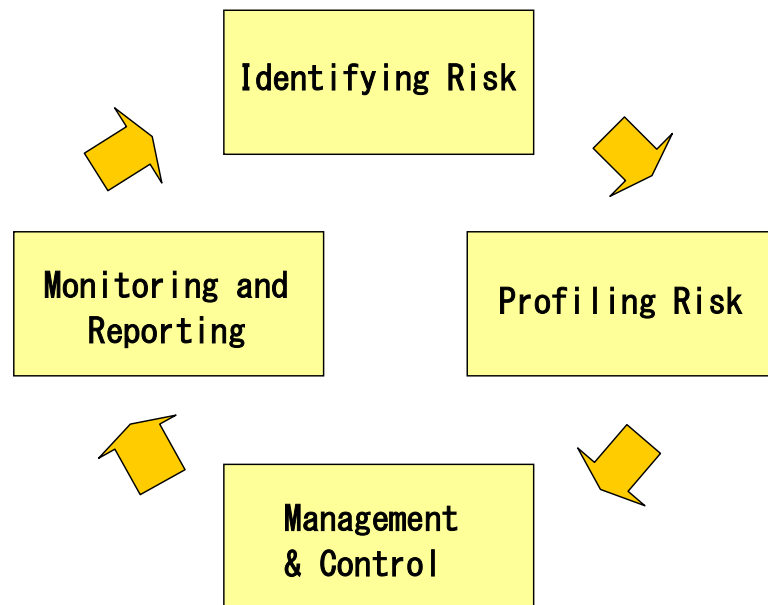 Identifying Risk
Profiling Risk
Management
& Control
Monitoring and
Reporting